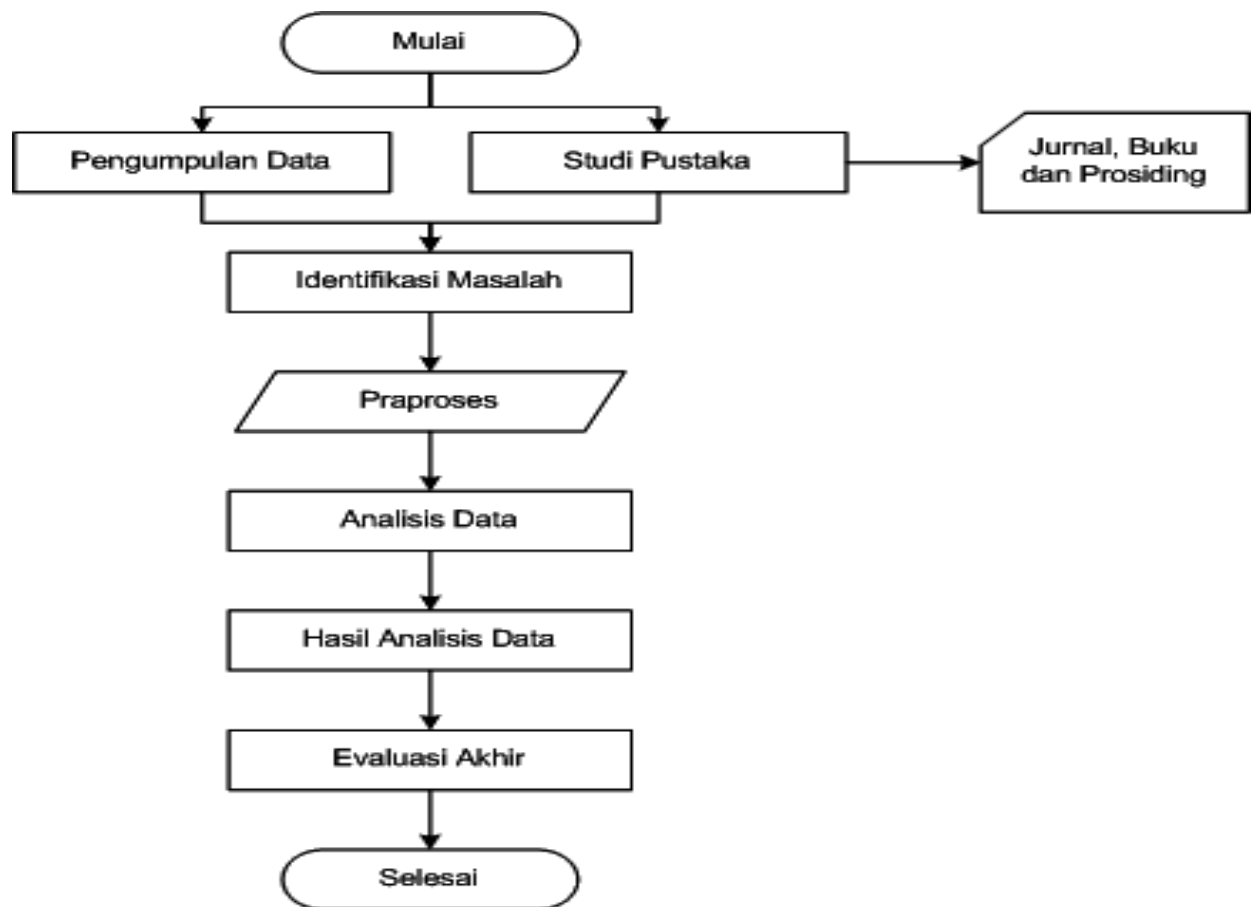 Mulai
Pengumpulan Data
Studi Pustaka
Jurnal, Buku
dan Prosiding
Identifikasi Masalah
Praproses
Analisis Data
Hasil Analisis Data
Evaluasi Akhir
Selesai